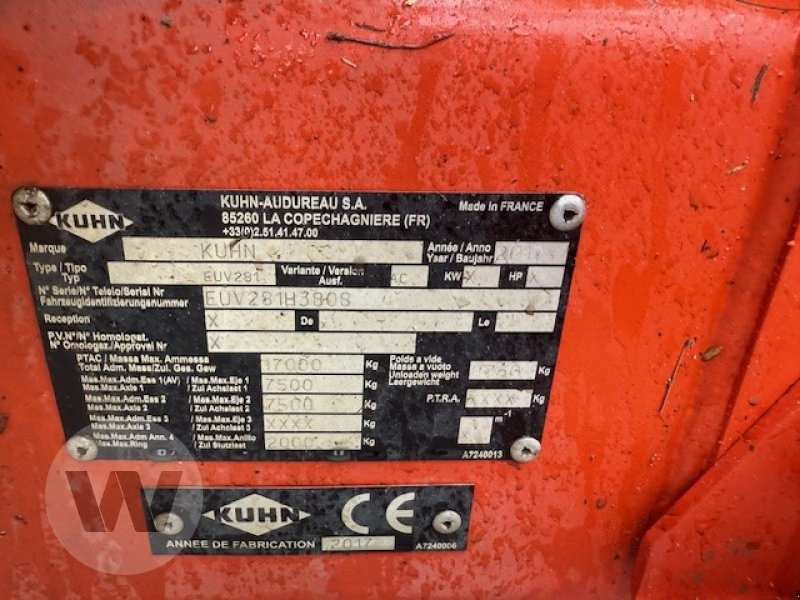 KUHN
KUHN-AUDUREAU S.A.
85260 LA COPECHAGNIERE (FR)
+33(0)2.51.41.47.00
Made in FRANCE
Marque KUHN Année / Anno
Year / Baujahr
Type / Tipo
Typ EUV281 Variante / Version
Ausf. AC KW X HP X
N° Serie/N° Telelo/Serial Nr
Fahrzeugidentifizierungsnummer EUV281H3808
Reception X De Le
P.V.N°/N° Homologat.
N° Omologaz./Approval Nr X
PTAC / Massa Max. Ammessa
Total Adm. Mass/Zul. Ges. Gew 17000 Kg
Poids a vide
Massa a vuoto
Unloaden weight
Leergewicht Kg
Mas.Max.Adm.Ess 1(AV) / Mas.Max.Eje 1
Mas.Max.Axle 1 / Zul Achslast 1 7500 Kg
P.T.R.A. XXXX Kg
Mas.Max.Adm.Ess 2 / Mas.Max.Eje 2
Mas.Max.Axle 2 / Zul Achslast 2 7500 Kg
Mas.Max.Adm.Ess 3 / Mas.Max.Eje 3
Mas.Max.Axle 3 / Zul Achslast 3 XXXX Kg
m-1
Mas.Max.Adm Ann. 4 / Mas.Max.Anillo
Mas.Max.Ring / Zul Stutzlast 2000 Kg
A7240013
W
KUHN CE
ANNEE DE FABRICATION 2017 A7240006